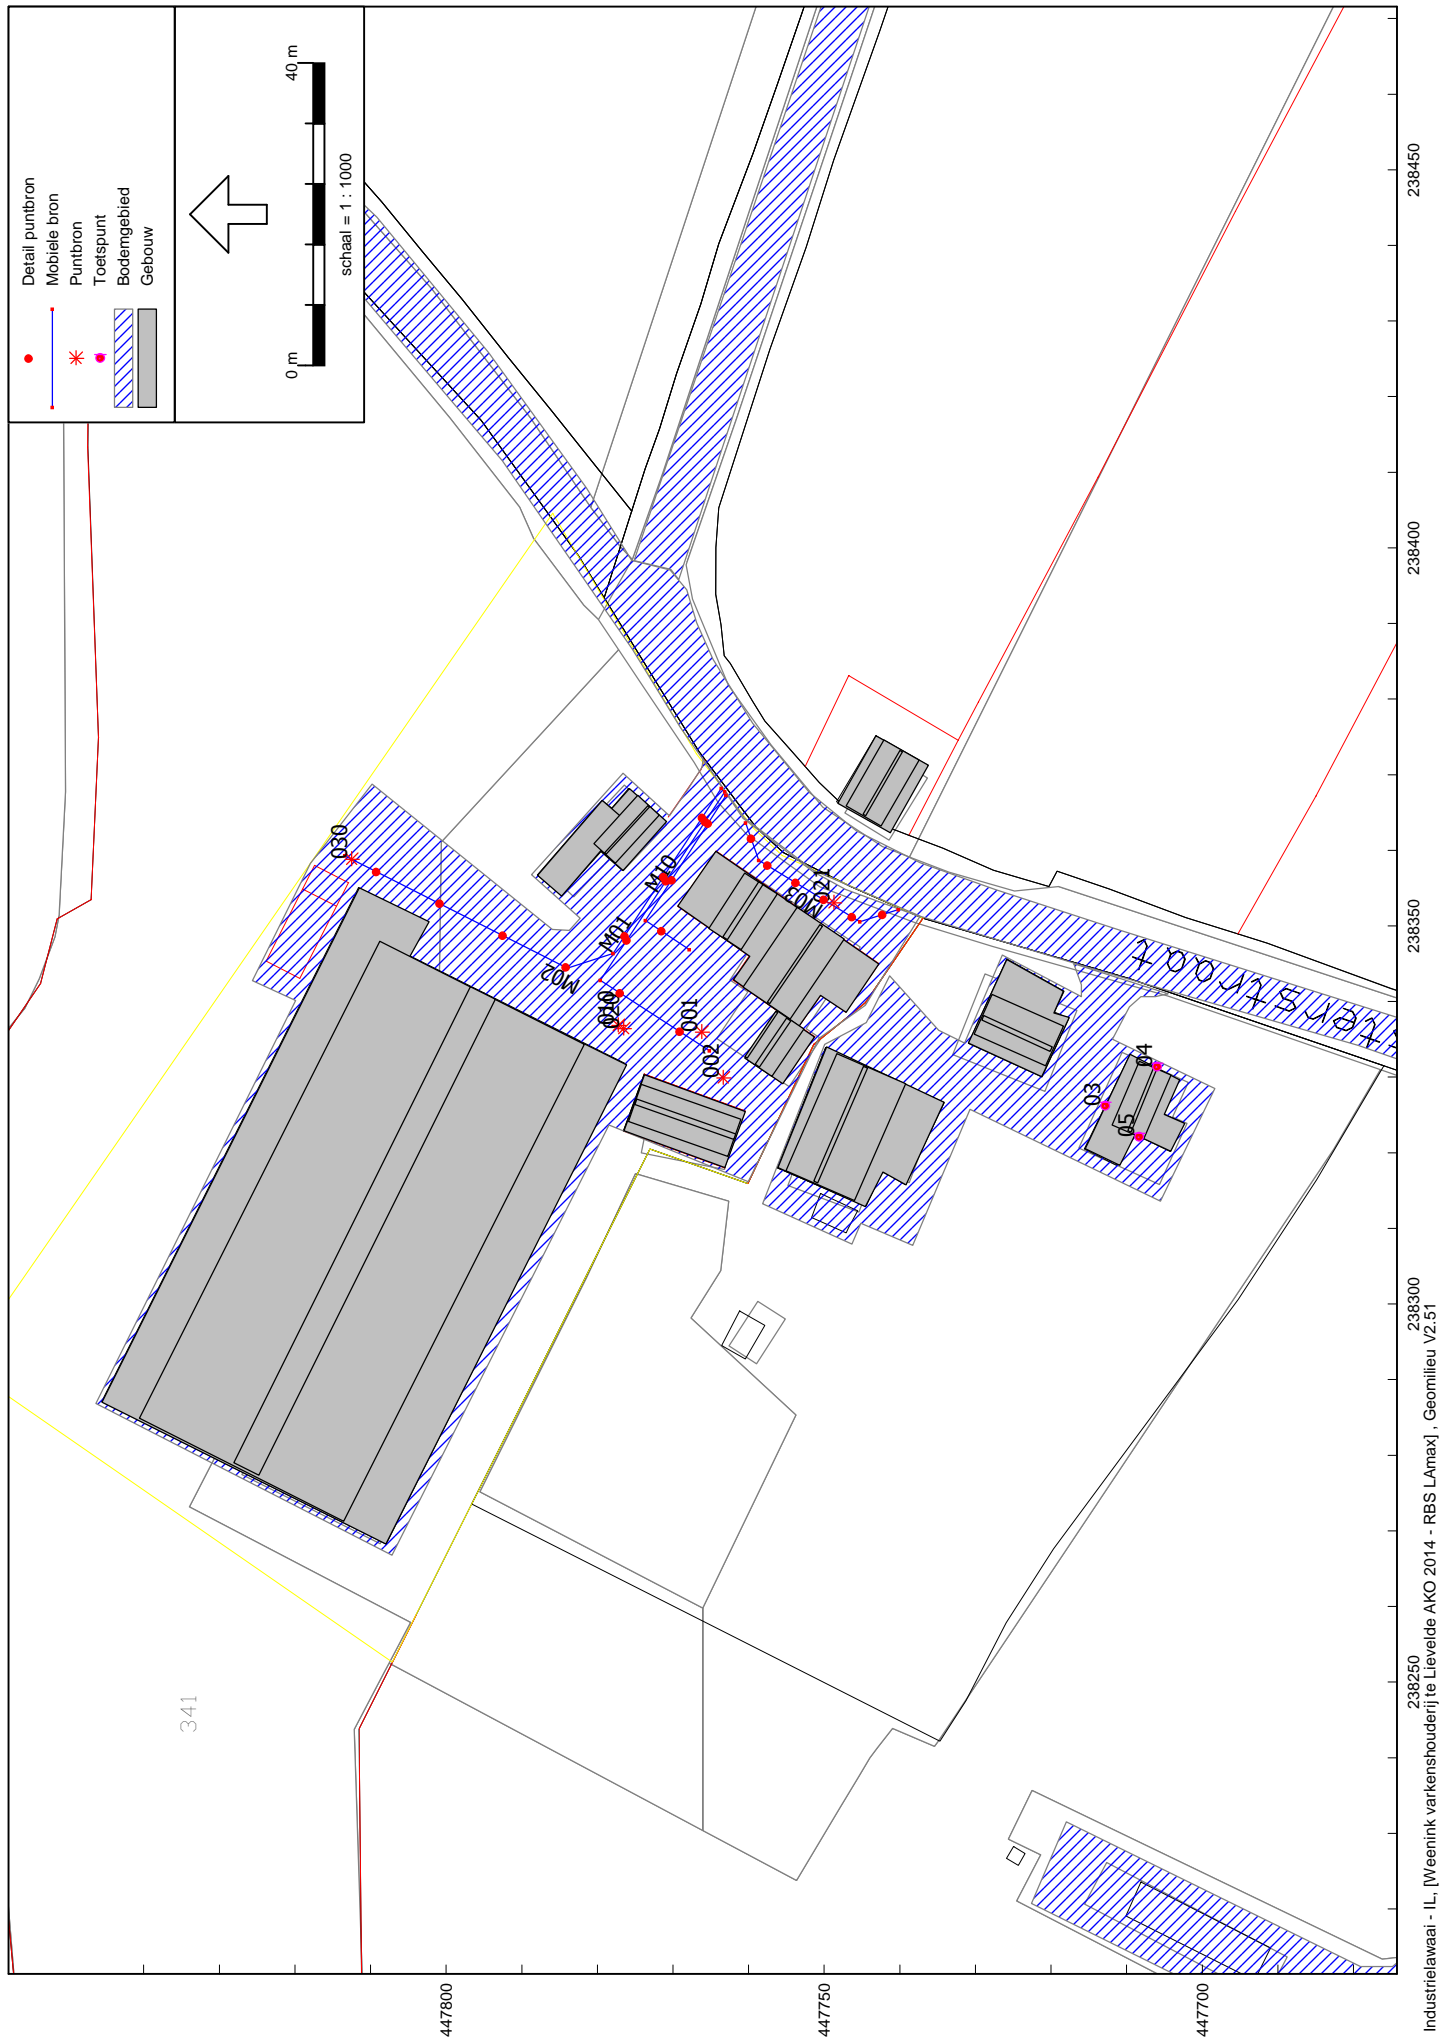 Detail puntbron
Mobiele bron
Puntbron
Toetspunt
Bodemgebied
Gebouw
0 m
40 m
schaal = 1 : 1000
341
030
M02
M01
M10
010
020
001
002
M03
021
03
04
05
terstraat
447800
447750
447700
238250
238300
238350
238400
238450
Industrielawaai - IL, [Weenink varkenshouderij te Lievelde AKO 2014 - RBS LAmax] , Geomilieu V2.51